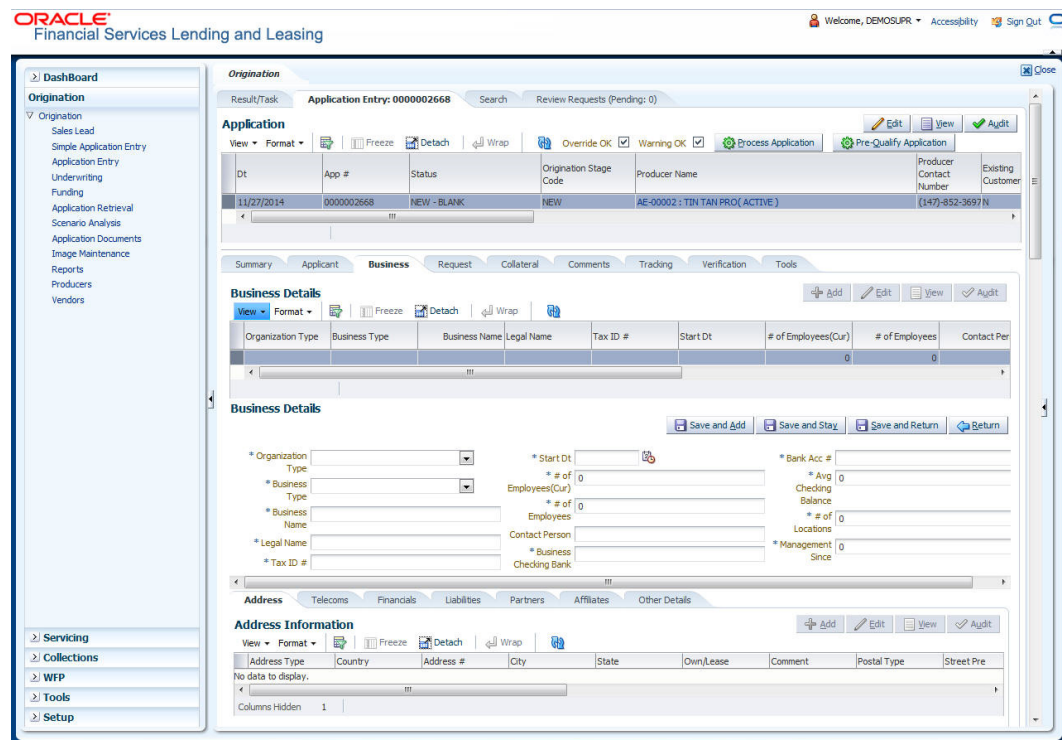 ORACLE
Financial Services Lending and Leasing
Welcome, DEMOSUPR Accessibility Sign Out
Close
DashBoard
Origination
Origination
Sales Lead
Simple Application Entry
Application Entry
Underwriting
Funding
Application Retrieval
Scenario Analysis
Application Documents
Image Maintenance
Reports
Producers
Vendors
Servicing
Collections
WFP
Tools
Setup
Origination
Result/Task Application Entry: 0000002668 Search Review Requests (Pending: 0)
Application Edit View Audit
View Format Freeze Detach Wrap Override OK Warning OK Process Application Pre-Qualify Application
Dt App # Status Origination Stage Code Producer Name Producer Contact Number Existing Customer
11/27/2014 0000002668 NEW - BLANK NEW AE-00002 : TIN TAN PRO( ACTIVE ) (147)-852-3697 N
Summary Applicant Business Request Collateral Comments Tracking Verification Tools
Business Details Add Edit View Audit
View Format Freeze Detach Wrap
Organization Type Business Type Business Name Legal Name Tax ID # Start Dt # of Employees(Cur) # of Employees Contact Per
0 0
Business Details
Save and Add Save and Stay Save and Return Return
* Organization Type
* Business Type
* Business Name
* Legal Name
* Tax ID #
* Start Dt
* # of Employees(Cur) 0
* # of Employees 0
Contact Person
* Business Checking Bank
* Bank Acc #
* Avg Checking Balance 0
* # of Locations 0
* Management Since 0
Address Telecoms Financials Liabilities Partners Affiliates Other Details
Address Information Add Edit View Audit
View Format Freeze Detach Wrap
Address Type Country Address # City State Own/Lease Comment Postal Type Street Pre
No data to display.
Columns Hidden 1